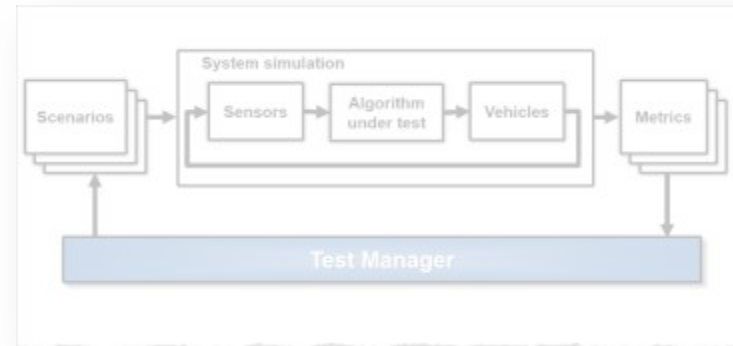 System simulation
Scenarios
Sensors
Algorithm
under test
Vehicles
Metrics
Test Manager